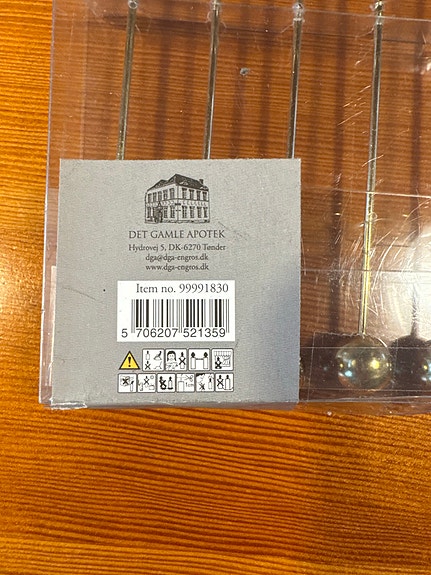 DET GAMLE APOTEK
Hydrovej 5, DK-6270 Tønder
dga@dga-engros.dk
www.dga-engros.dk
Item no. 99991830
5 706207 521359